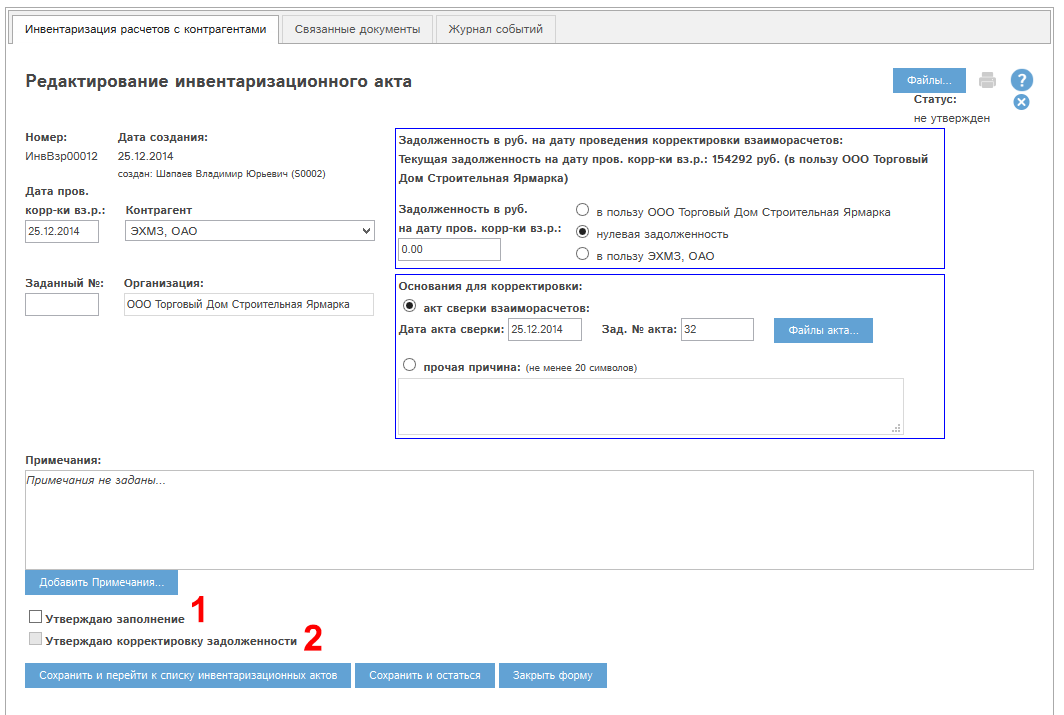 Инвентаризация расчетов с контрагентами
Связанные документы
Журнал событий
Редактирование инвентаризационного акта
Файлы...
?
Статус:
не утвержден
Номер:
Дата создания:
ИнвВзр00012
25.12.2014
создан: Шапаев Владимир Юрьевич (S0002)
Дата пров.
корр-ки вз.р.:
Контрагент
25.12.2014
ЭХМЗ, ОАО
Заданный №:
Организация:
ООО Торговый Дом Строительная Ярмарка
Задолженность в руб. на дату проведения корректировки взаиморасчетов:
Текущая задолженность на дату пров. корр-ки вз.р.: 154292 руб. (в пользу ООО Торговый
Дом Строительная Ярмарка)
Задолженность в руб.
на дату пров. корр-ки вз.р.:
0.00
в пользу ООО Торговый Дом Строительная Ярмарка
нулевая задолженность
в пользу ЭХМЗ, ОАО
Основания для корректировки:
акт сверки взаиморасчетов:
Дата акта сверки: 25.12.2014 Зад. № акта: 32 Файлы акта...
прочая причина: (не менее 20 символов)
Примечания:
Примечания не заданы...
Добавить Примечания...
Утверждаю заполнение 1
Утверждаю корректировку задолженности 2
Сохранить и перейти к списку инвентаризационных актов
Сохранить и остаться
Закрыть форму